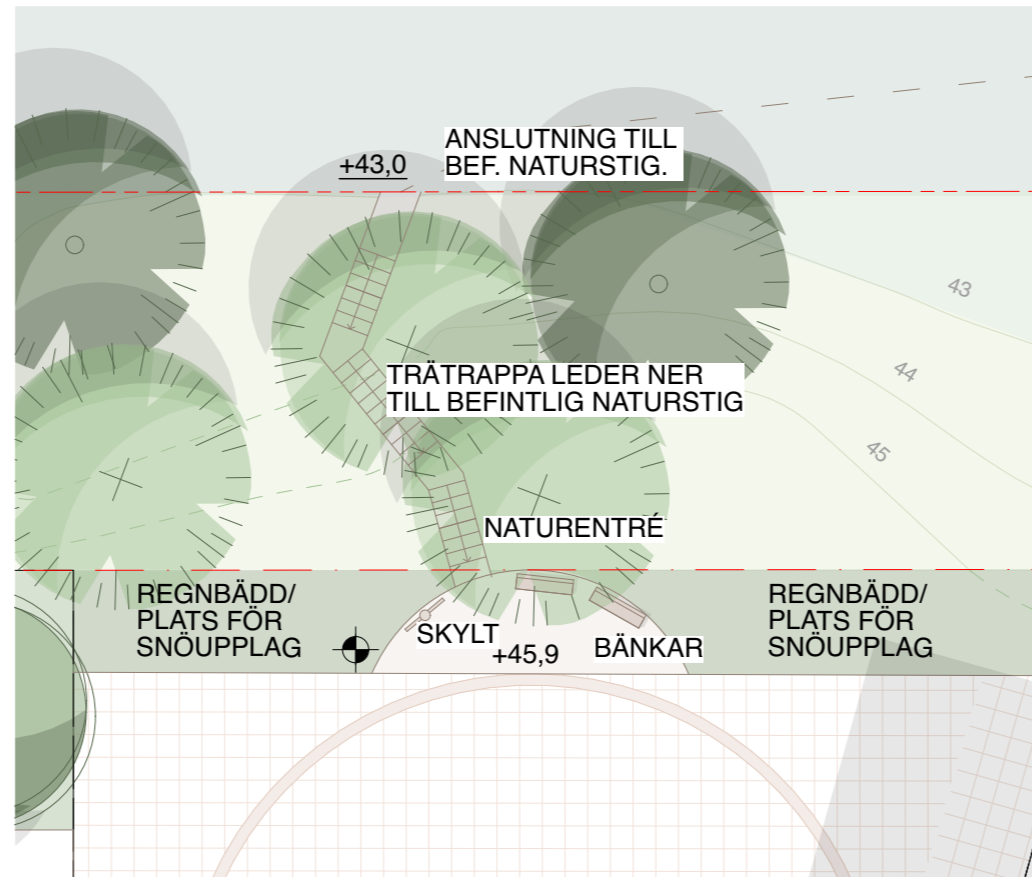 ANSLUTNING TILL
BEF. NATURSTIG.
+43,0
43
44
TRÄTRAPPA LEDER NER
TILL BEFINTLIG NATURSTIG
45
NATURENTRÉ
REGNBÄDD/
PLATS FÖR
SNÖUPPLAG
SKYLT
+45,9
BÄNKAR
REGNBÄDD/
PLATS FÖR
SNÖUPPLAG